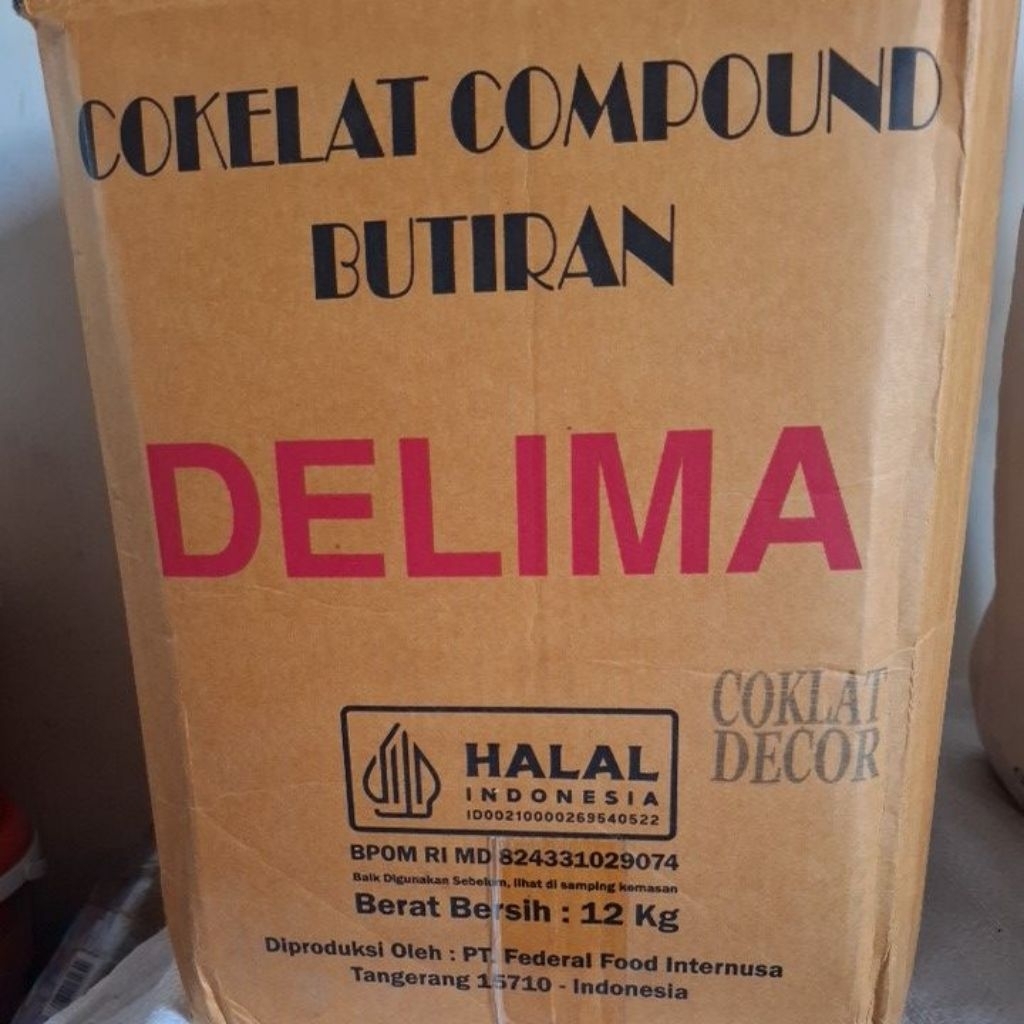 COKELAT COMPOUND
BUTIRAN
DELIMA
COKLAT
DECOR
HALAL
INDONESIA
ID00210000269540522
BPOM RI MD 824331029074
Baik Digunakan Sebelum, lihat di samping kemasan
Berat Bersih : 12 Kg
Diproduksi Oleh : PT. Federal Food Internusa
Tangerang 15710 - Indonesia